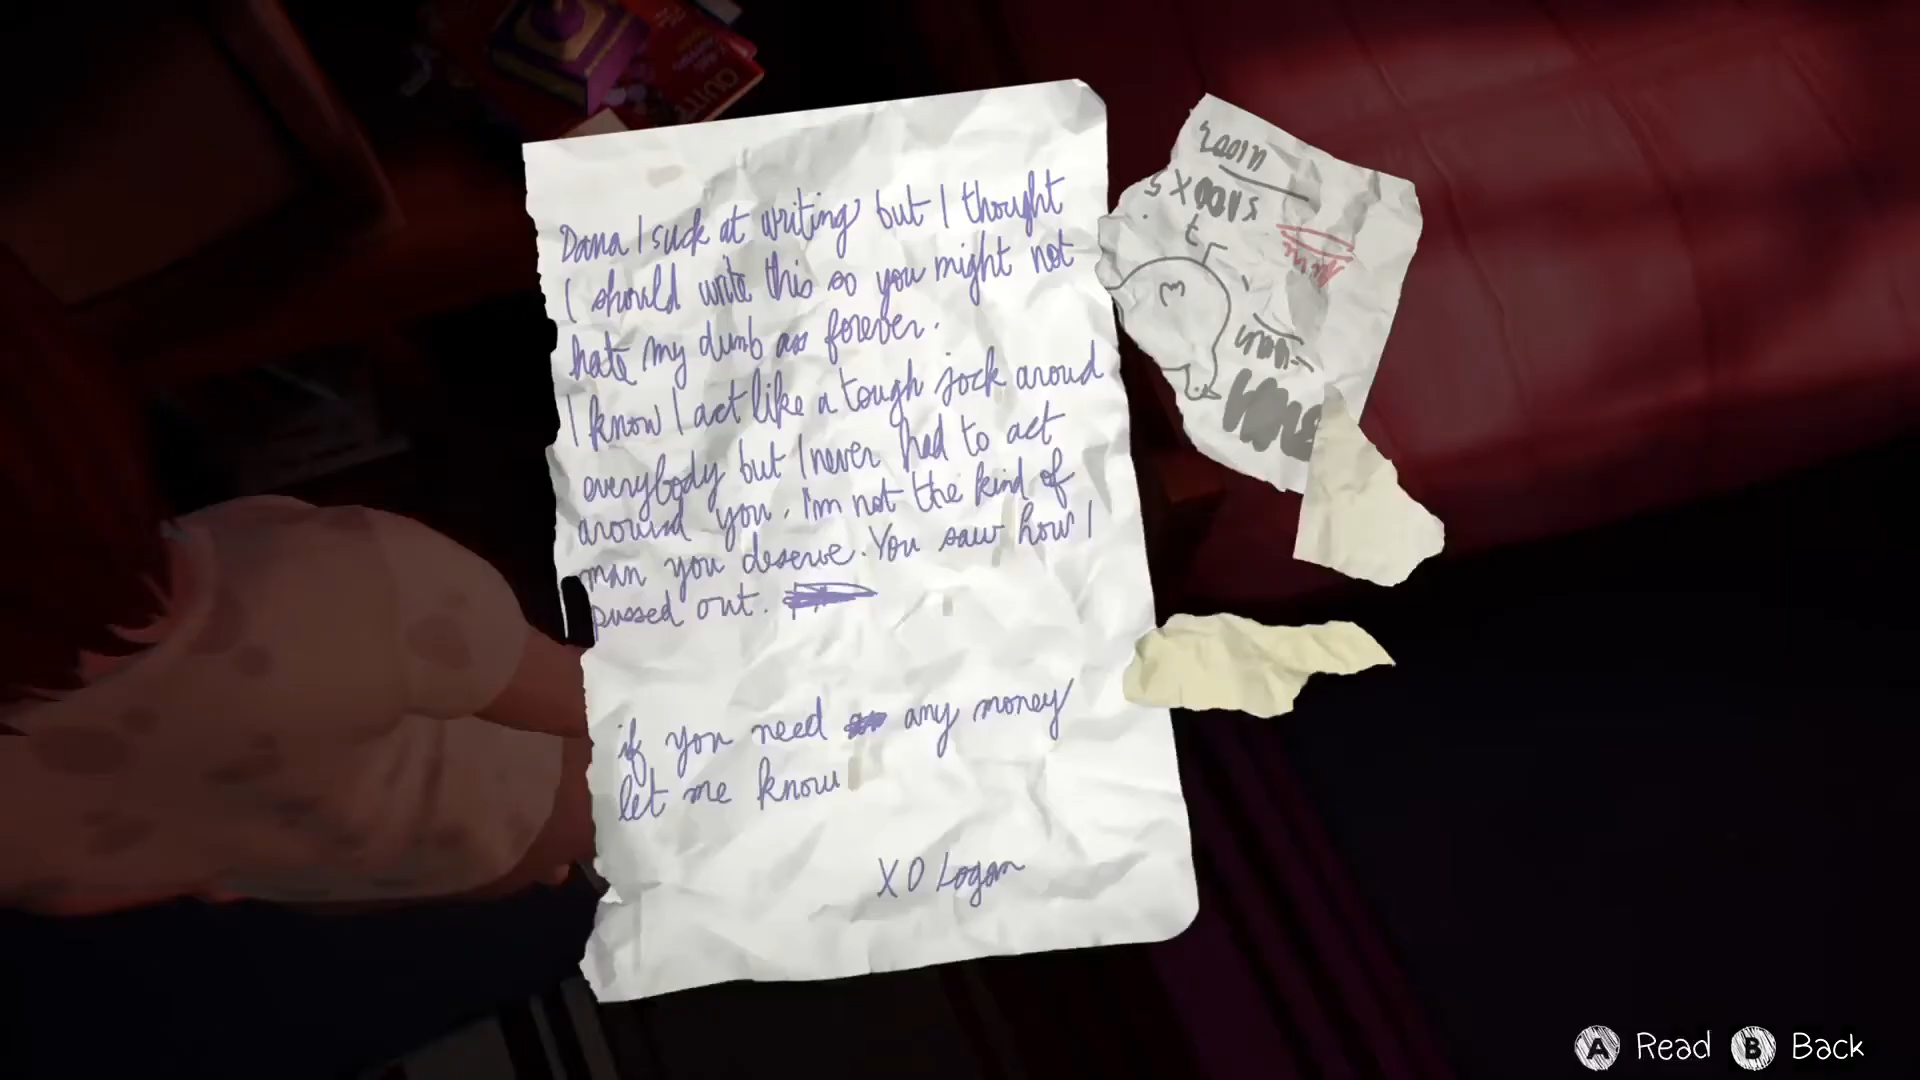 Dana I suck at writing but I thought
I should write this so you might not
hate my dumb ass forever.
I know I act like a tough jock aroud
everybody but I never had to act
around you. I'm not the kind of
man you deserve. You saw how I
pussed out.
if you need any money
let me know
XO Logan
room
A Read B Back